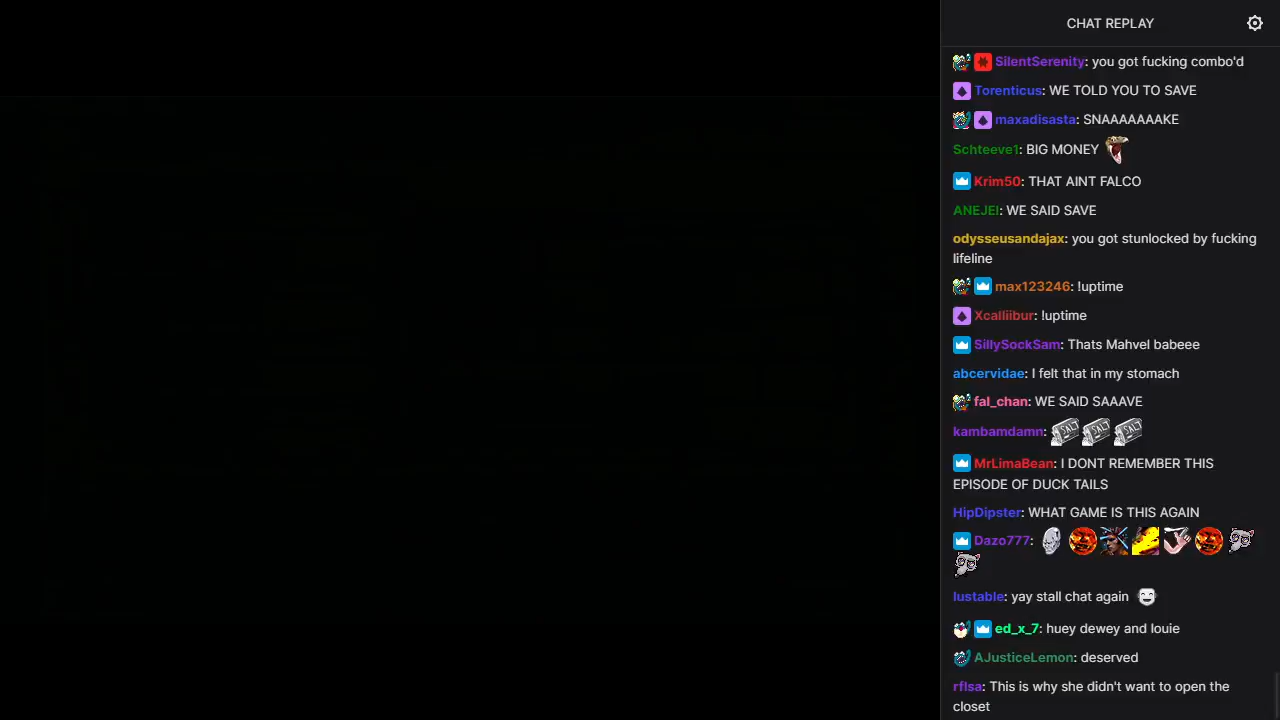 CHAT REPLAY
SilentSerenity: you got fucking combo'd
Torenticus: WE TOLD YOU TO SAVE
maxadisasta: SNAAAAAAKE
Schteeve1: BIG MONEY
Krim50: THAT AINT FALCO
ANEJEI: WE SAID SAVE
odysseusandajax: you got stunlocked by fucking
lifeline
max123246: !uptime
Xcalliibur: !uptime
SillySockSam: Thats Mahvel babeee
abcervidae: I felt that in my stomach
fal_chan: WE SAID SAAAVE
kambamdamn: SALT SALT SALT
MrLimaBean: I DONT REMEMBER THIS
EPISODE OF DUCK TAILS
HipDipster: WHAT GAME IS THIS AGAIN
Dazo777:
lustable: yay stall chat again
ed_x_7: huey dewey and louie
AJusticeLemon: deserved
rflsa: This is why she didn't want to open the
closet